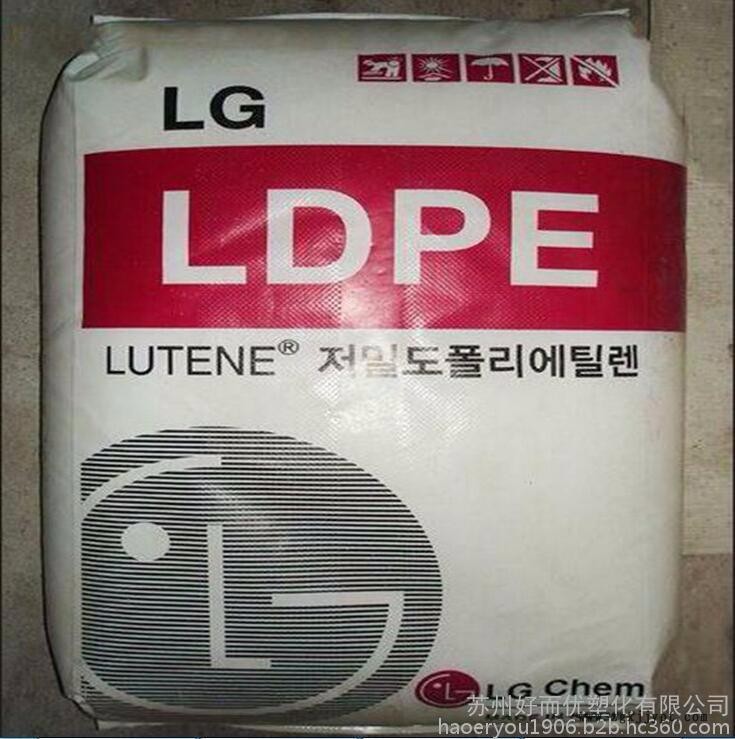 LG
LDPE
LUTENE® 저밀도폴리에틸렌
LG Chem
苏州好而优塑化有限公司
haoeryou1906.b2b.hc360.com